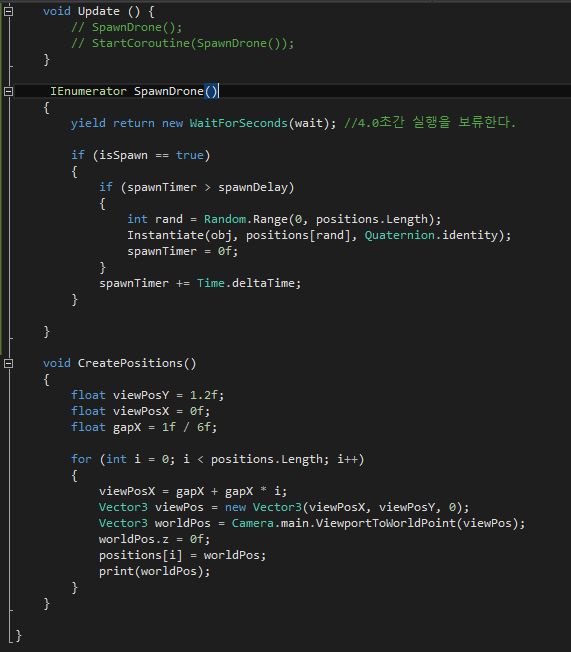 void Update () {
// SpawnDrone();
// StartCoroutine(SpawnDrone());
}
IEnumerator SpawnDrone()
{
yield return new WaitForSeconds(wait); //4.0초간 실행을 보류한다.
if (isSpawn == true)
{
if (spawnTimer > spawnDelay)
{
int rand = Random.Range(0, positions.Length);
Instantiate(obj, positions[rand], Quaternion.identity);
spawnTimer = 0f;
}
spawnTimer += Time.deltaTime;
}
}
void CreatePositions()
{
float viewPosY = 1.2f;
float viewPosX = 0f;
float gapX = 1f / 6f;
for (int i = 0; i < positions.Length; i++)
{
viewPosX = gapX + gapX * i;
Vector3 viewPos = new Vector3(viewPosX, viewPosY, 0);
Vector3 worldPos = Camera.main.ViewportToWorldPoint(viewPos);
worldPos.z = 0f;
positions[i] = worldPos;
print(worldPos);
}
}
}